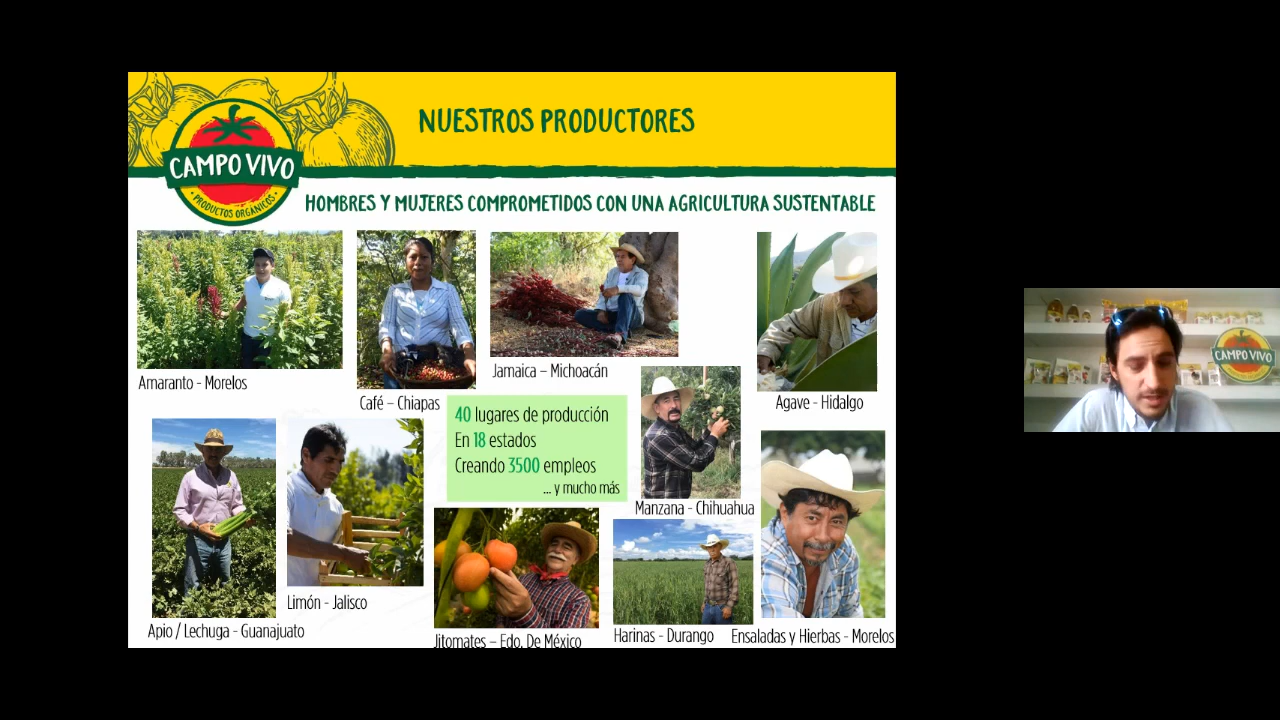 NUESTROS PRODUCTORES
CAMPO VIVO
• PRODUCTOS ORGÁNICOS •
HOMBRES Y MUJERES COMPROMETIDOS CON UNA AGRICULTURA SUSTENTABLE
Amaranto - Morelos
Café – Chiapas
Jamaica – Michoacán
Agave - Hidalgo
40 lugares de producción
En 18 estados
Creando 3500 empleos
... y mucho más
Manzana - Chihuahua
Apio / Lechuga - Guanajuato
Limón - Jalisco
Jitomates – Edo. De México
Harinas - Durango
Ensaladas y Hierbas - Morelos
CAMPO VIVO